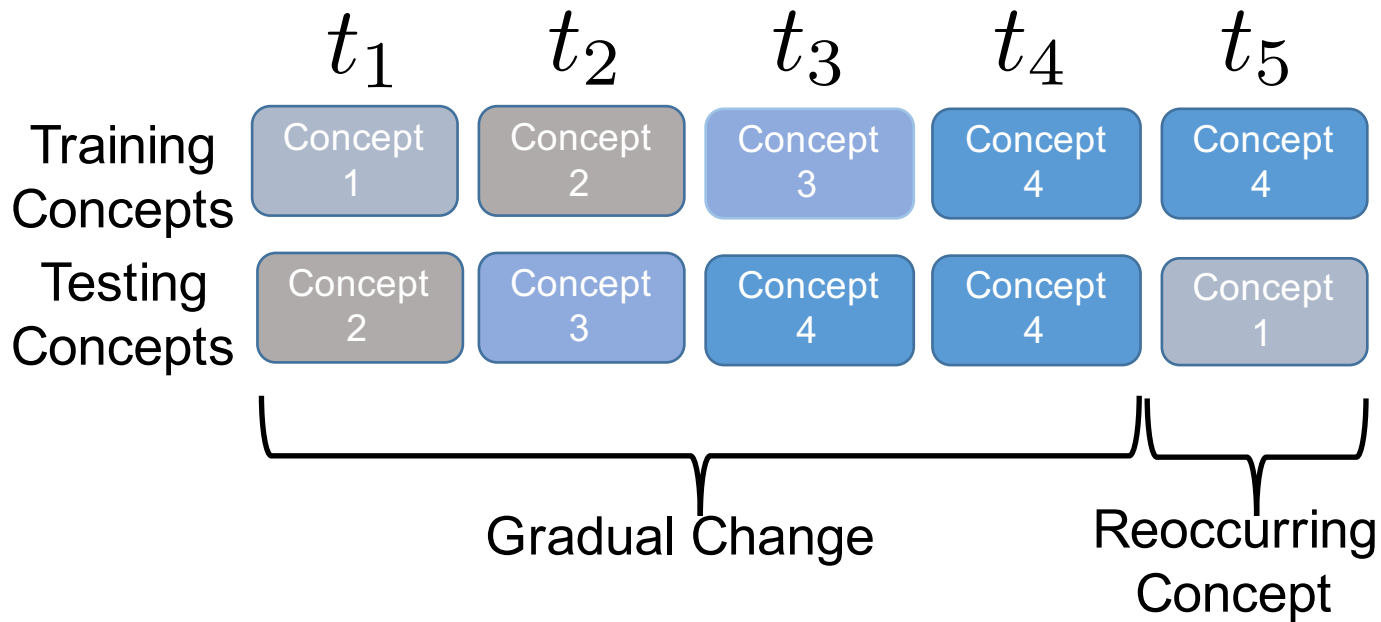 t1 t2 t3 t4 t5
Training
Concepts
Concept
1
Concept
2
Concept
3
Concept
4
Concept
4
Testing
Concepts
Concept
2
Concept
3
Concept
4
Concept
4
Concept
1
Gradual Change
Reoccurring
Concept